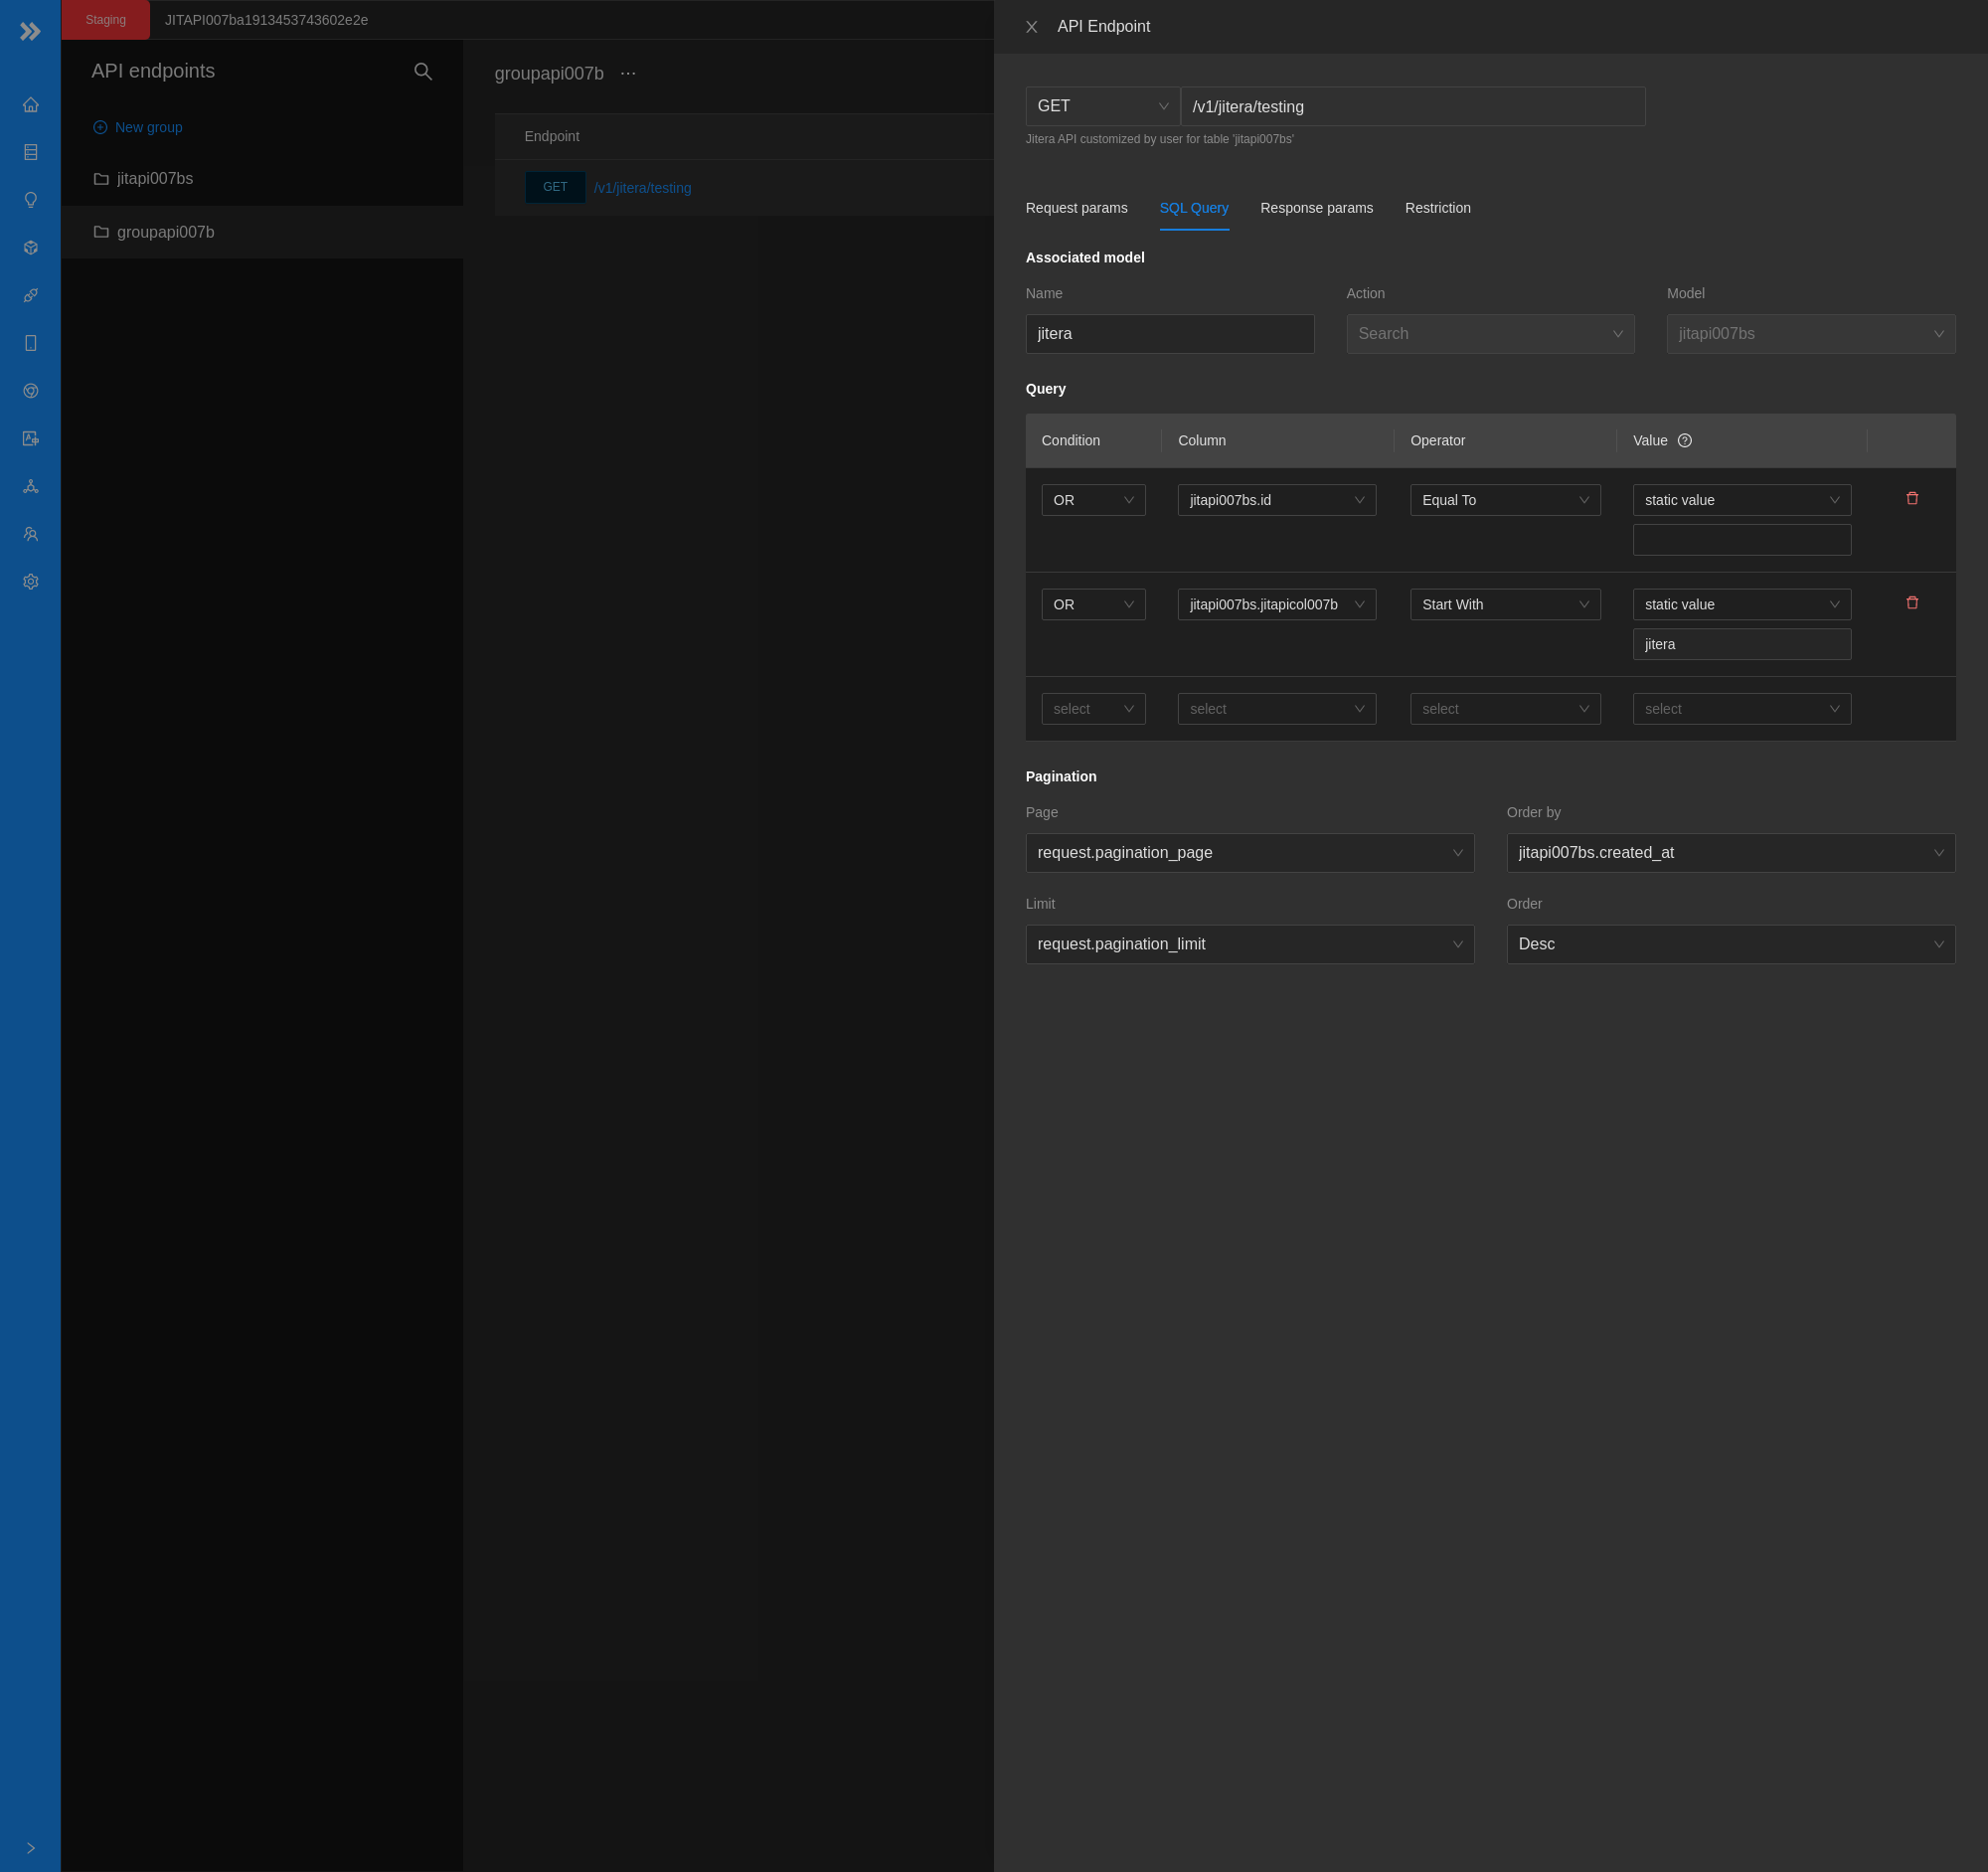 Staging
JITAPI007ba1913453743602e2e
API endpoints
New group
jitapi007bs
groupapi007b
groupapi007b ···
Endpoint
GET /v1/jitera/testing
API Endpoint
GET /v1/jitera/testing
Jitera API customized by user for table 'jitapi007bs'
Request params SQL Query Response params Restriction
Associated model
Name Action Model
jitera Search jitapi007bs
Query
Condition Column Operator Value
OR jitapi007bs.id Equal To static value
OR jitapi007bs.jitapicol007b Start With static value
jitera
select select select select
Pagination
Page Order by
request.pagination_page jitapi007bs.created_at
Limit Order
request.pagination_limit Desc